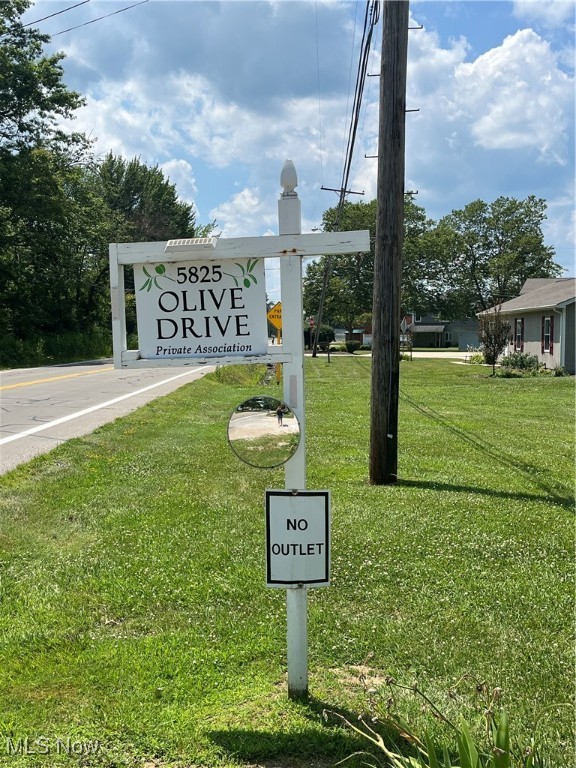 5825
OLIVE
DRIVE
Private Association
NO
OUTLET
MLS Now